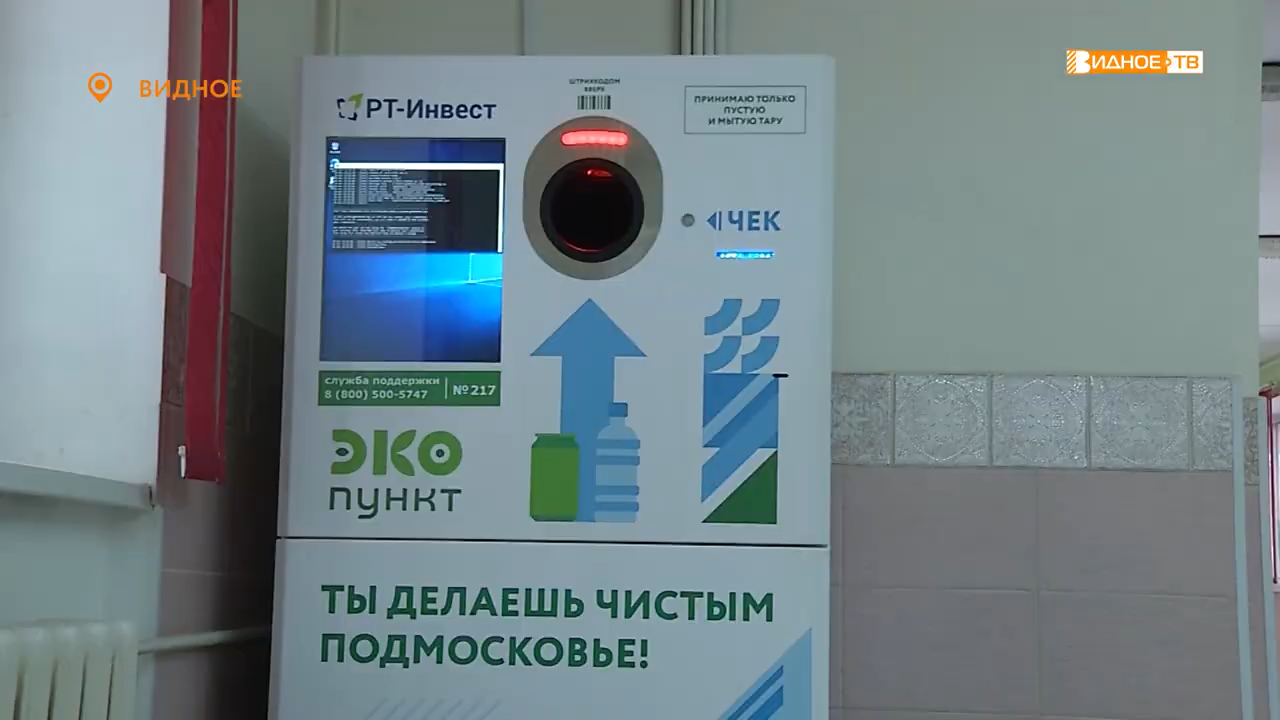 ВИДНОЕ
ВИДНОЕ ТВ
РТ-Инвест
ШТРИХКОДОМ
ВВЕРХ
ПРИНИМАЮ ТОЛЬКО
ПУСТУЮ
И МЫТУЮ ТАРУ
ЧЕК
служба поддержки
8 (800) 500-5747
№217
ЭКО
ПУНКТ
ТЫ ДЕЛАЕШЬ ЧИСТЫМ
ПОДМОСКОВЬЕ!